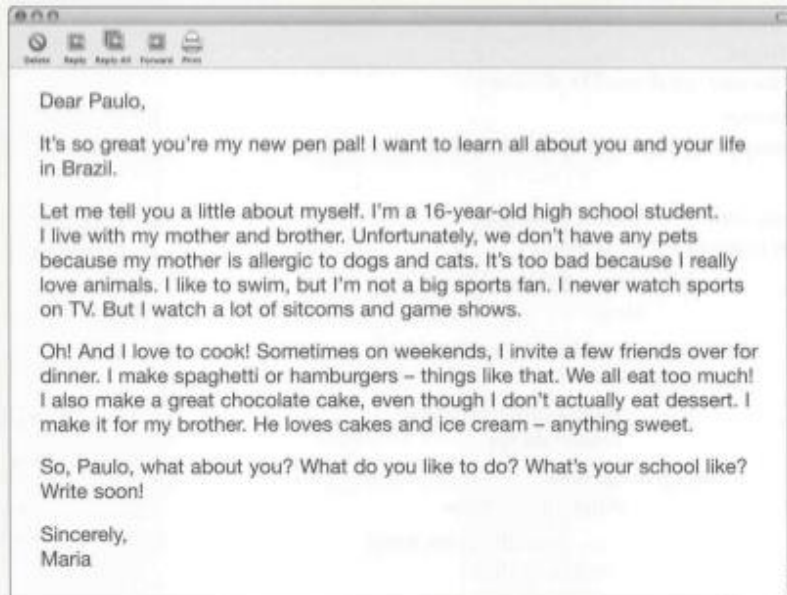 Delete Reply Reply All Forward Print
Dear Paulo,
It's so great you're my new pen pal! I want to learn all about you and your life
in Brazil.
Let me tell you a little about myself. I'm a 16-year-old high school student.
I live with my mother and brother. Unfortunately, we don't have any pets
because my mother is allergic to dogs and cats. It's too bad because I really
love animals. I like to swim, but I'm not a big sports fan. I never watch sports
on TV. But I watch a lot of sitcoms and game shows.
Oh! And I love to cook! Sometimes on weekends, I invite a few friends over for
dinner. I make spaghetti or hamburgers – things like that. We all eat too much!
I also make a great chocolate cake, even though I don't actually eat dessert. I
make it for my brother. He loves cakes and ice cream – anything sweet.
So, Paulo, what about you? What do you like to do? What's your school like?
Write soon!
Sincerely,
Maria